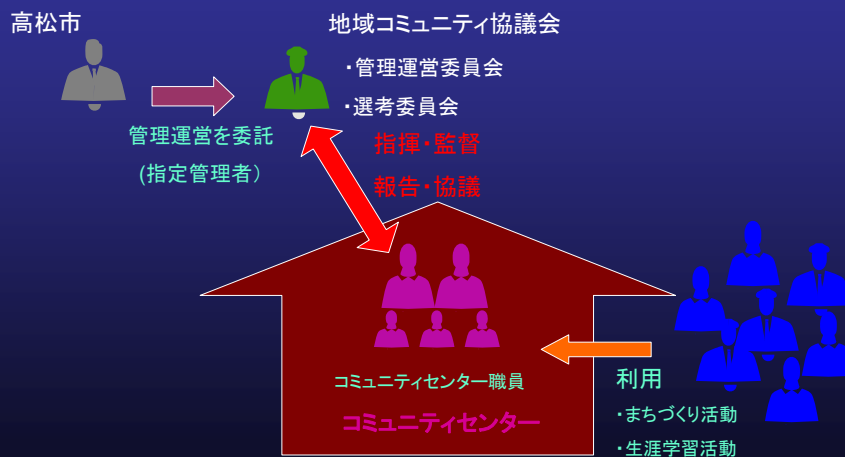 高松市
地域コミュニティ協議会
・管理運営委員会
・選考委員会
管理運営を委託
(指定管理者）
指揮・監督
報告・協議
コミュニティセンター職員
コミュニティセンター
利用
・まちづくり活動
・生涯学習活動